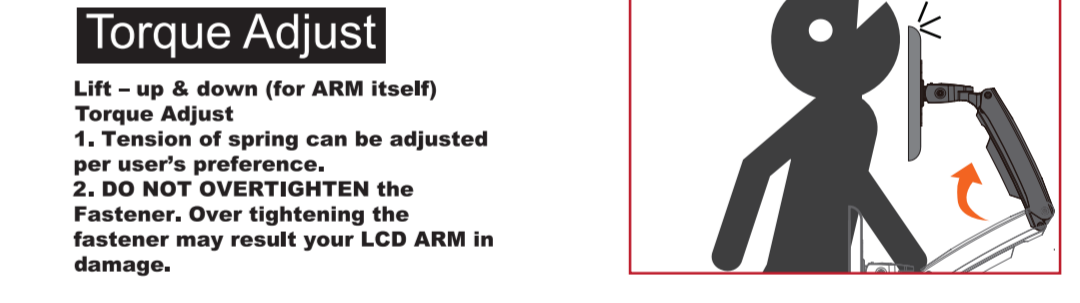 Torque Adjust
Lift – up & down (for ARM itself)
Torque Adjust
1. Tension of spring can be adjusted
per user’s preference.
2. DO NOT OVERTIGHTEN the
Fastener. Over tightening the
fastener may result your LCD ARM in
damage.